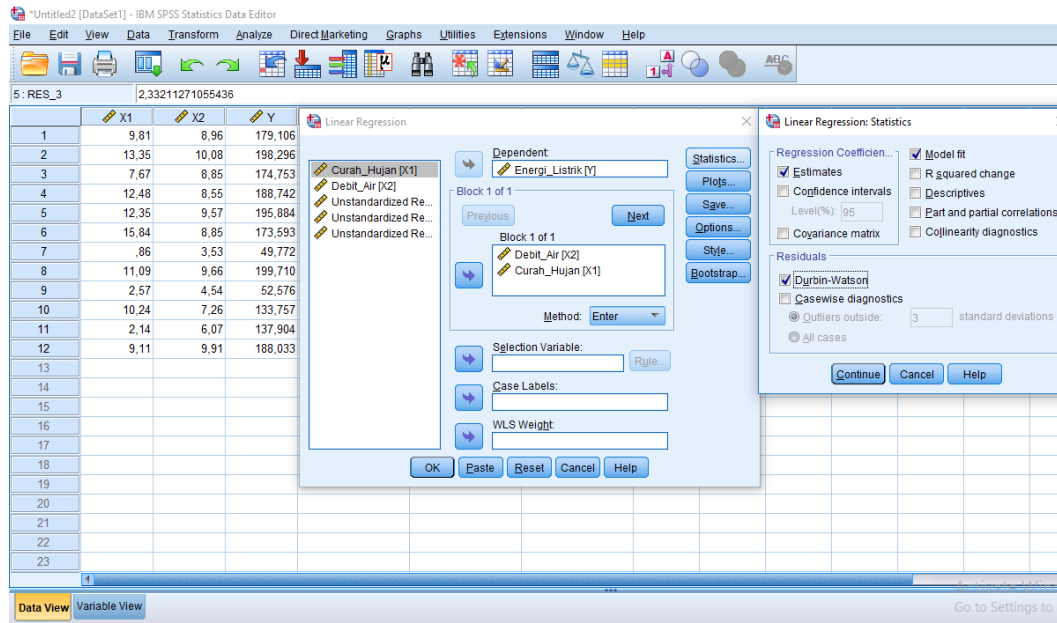 *Untitled2 [DataSet1] - IBM SPSS Statistics Data Editor
File Edit View Data Transform Analyze Direct Marketing Graphs Utilities Extensions Window Help
5 : RES_3 2,33211271055436
X1 X2 Y
1 9,81 8,96 179,106
2 13,35 10,08 198,296
3 7,67 8,85 174,753
4 12,48 8,55 188,742
5 12,35 9,57 195,884
6 15,84 8,85 173,593
7 ,86 3,53 49,772
8 11,09 9,66 199,710
9 2,57 4,54 52,576
10 10,24 7,26 133,757
11 2,14 6,07 137,904
12 9,11 9,91 188,033
13
14
15
16
17
18
19
20
21
22
23
Data View Variable View
Linear Regression
Curah_Hujan [X1]
Debit_Air [X2]
Unstandardized Re...
Unstandardized Re...
Unstandardized Re...
Dependent:
Energi_Listrik [Y]
Block 1 of 1
Previous Next
Block 1 of 1
Debit_Air [X2]
Curah_Hujan [X1]
Method: Enter
Selection Variable:
Rule...
Case Labels:
WLS Weight:
OK Paste Reset Cancel Help
Statistics...
Plots...
Save...
Options...
Style...
Bootstrap...
Linear Regression: Statistics
Regression Coefficien...
Estimates
Confidence intervals
Level(%): 95
Covariance matrix
Model fit
R squared change
Descriptives
Part and partial correlations
Collinearity diagnostics
Residuals
Durbin-Watson
Casewise diagnostics
Outliers outside: 3 standard deviations
All cases
Continue Cancel Help
Go to Settings to